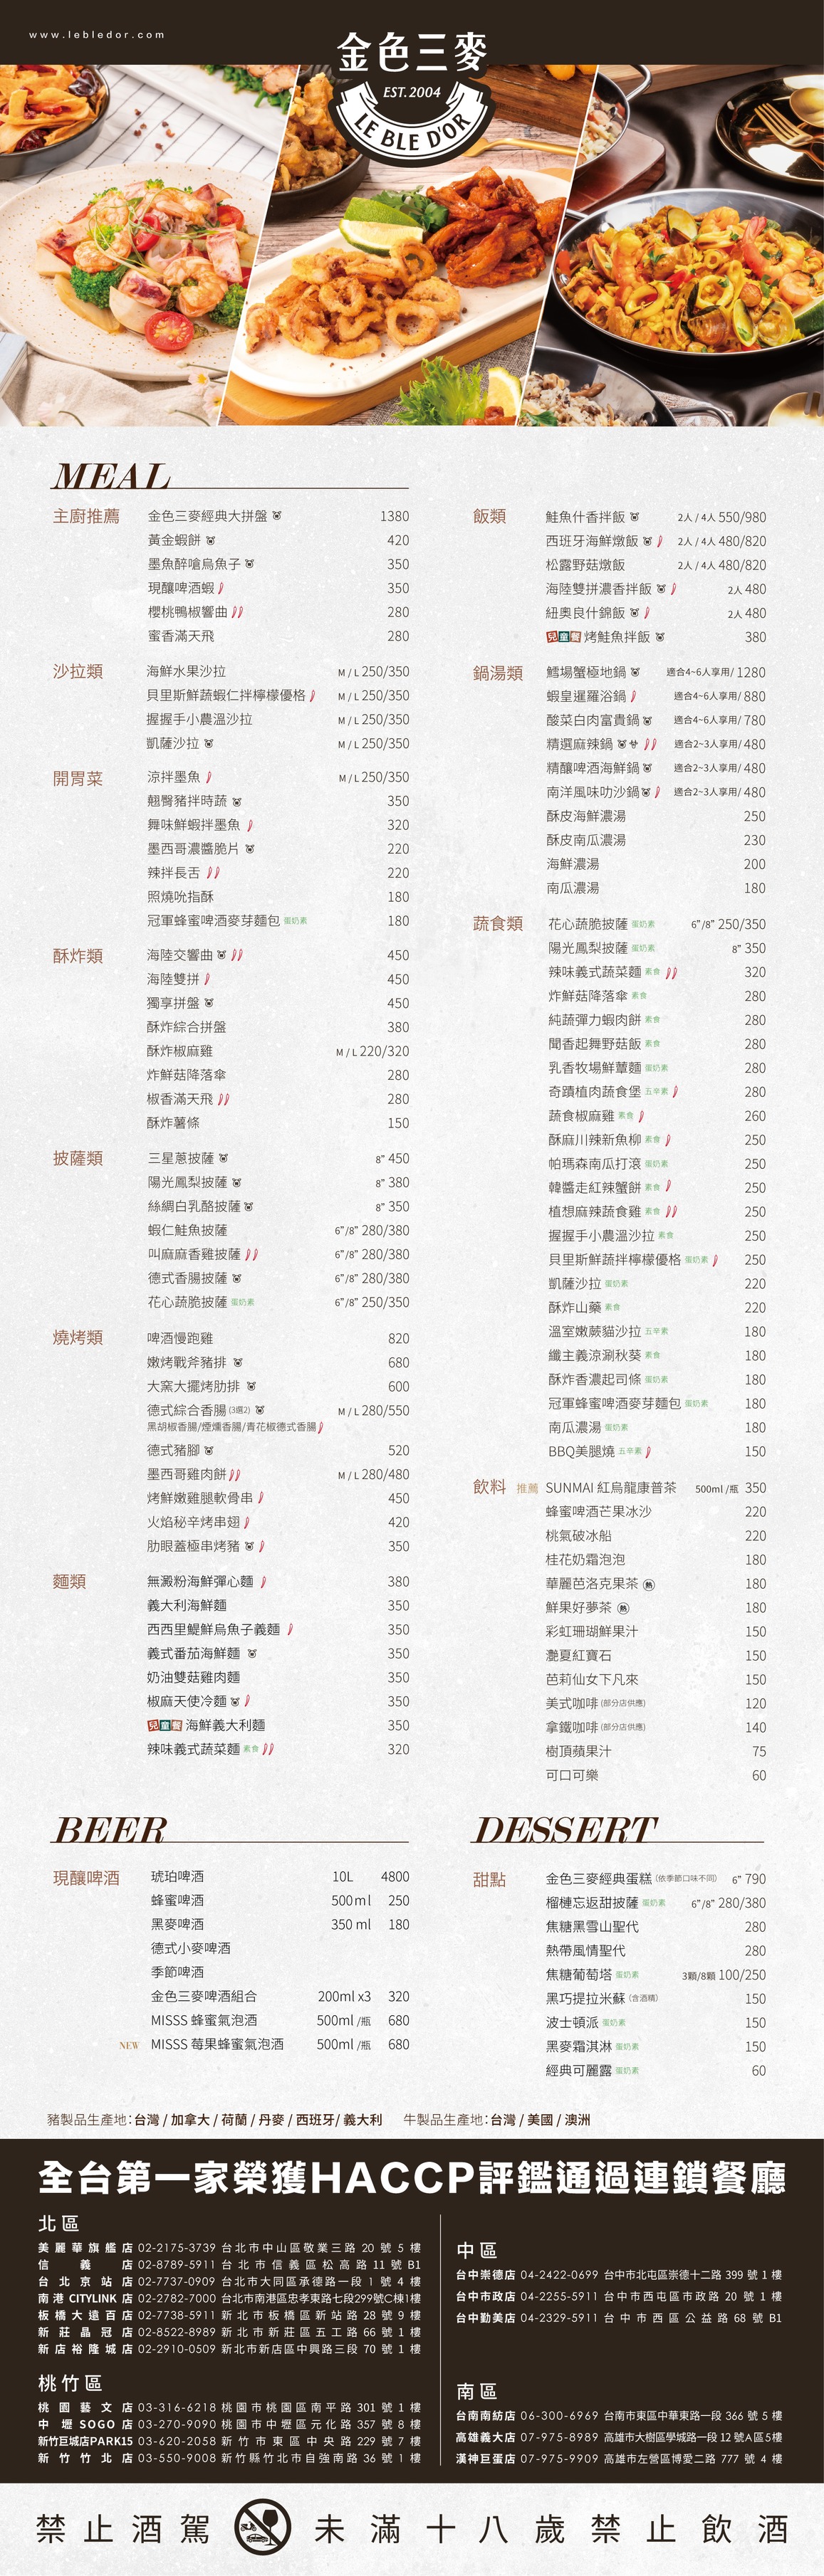 www.lebledor.com
金色三麥
EST.2004
LE BLE D'OR
MEAL
主廚推薦
金色三麥經典大拼盤 1380
黃金蝦餅 420
墨魚醉嗆烏魚子 350
現釀啤酒蝦 350
櫻桃鴨椒響曲 280
蜜香滿天飛 280
沙拉類
海鮮水果沙拉 M / L 250/350
貝里斯鮮蔬蝦仁拌檸檬優格 M / L 250/350
握握手小農溫沙拉 M / L 250/350
凱薩沙拉 M / L 250/350
開胃菜
涼拌墨魚 M / L 250/350
翹臀豬拌時蔬 350
舞味鮮蝦拌墨魚 320
墨西哥濃醬脆片 220
辣拌長舌 220
照燒吮指酥 180
冠軍蜂蜜啤酒麥芽麵包 蛋奶素 180
酥炸類
海陸交響曲 450
海陸雙拼 450
獨享拼盤 450
酥炸綜合拼盤 380
酥炸椒麻雞 M / L 220/320
炸鮮菇降落傘 280
椒香滿天飛 280
酥炸薯條 150
披薩類
三星蔥披薩 8” 450
陽光鳳梨披薩 8” 380
絲綢白乳酪披薩 8” 350
蝦仁鮭魚披薩 6”/8” 280/380
叫麻麻香雞披薩 6”/8” 280/380
德式香腸披薩 6”/8” 280/380
花心蔬脆披薩 蛋奶素 6”/8” 250/350
燒烤類
啤酒慢跑雞 820
嫩烤戰斧豬排 680
大窯大擺烤肋排 600
德式綜合香腸 (3選2) M / L 280/550
黑胡椒香腸/煙燻香腸/青花椒德式香腸
德式豬腳 520
墨西哥雞肉餅 M / L 280/480
烤鮮嫩雞腿軟骨串 450
火焰秘辛烤串翅 420
肋眼蓋極串烤豬 350
麵類
無澱粉海鮮彈心麵 380
義大利海鮮麵 350
西西里鯷鮮烏魚子義麵 350
義式番茄海鮮麵 350
奶油雙菇雞肉麵 350
椒麻天使冷麵 350
兒童餐 海鮮義大利麵 350
辣味義式蔬菜麵 素食 320
飯類
鮭魚什香拌飯 2人 / 4人 550/980
西班牙海鮮燉飯 2人 / 4人 480/820
松露野菇燉飯 2人 / 4人 480/820
海陸雙拼濃香拌飯 2人 480
紐奧良什錦飯 2人 480
兒童餐 烤鮭魚拌飯 380
鍋湯類
鱈場蟹極地鍋 適合4~6人享用/ 1280
蝦皇暹羅浴鍋 適合4~6人享用/ 880
酸菜白肉富貴鍋 適合4~6人享用/ 780
精選麻辣鍋 適合2~3人享用/ 480
精釀啤酒海鮮鍋 適合2~3人享用/ 480
南洋風味叻沙鍋 適合2~3人享用/ 480
酥皮海鮮濃湯 250
酥皮南瓜濃湯 230
海鮮濃湯 200
南瓜濃湯 180
蔬食類
花心蔬脆披薩 蛋奶素 6”/8” 250/350
陽光鳳梨披薩 蛋奶素 8” 350
辣味義式蔬菜麵 素食 320
炸鮮菇降落傘 素食 280
純蔬彈力蝦肉餅 素食 280
聞香起舞野菇飯 素食 280
乳香牧場鮮蕈麵 蛋奶素 280
奇蹟植肉蔬食堡 五辛素 280
蔬食椒麻雞 素食 260
酥麻川辣新魚柳 素食 250
帕瑪森南瓜打滾 蛋奶素 250
韓醬走紅辣蟹餅 素食 250
植想麻辣蔬食雞 素食 250
握握手小農溫沙拉 素食 250
貝里斯鮮蔬拌檸檬優格 蛋奶素 250
凱薩沙拉 蛋奶素 220
酥炸山藥 素食 220
溫室嫩蕨貓沙拉 五辛素 180
纖主義涼涮秋葵 素食 180
酥炸香濃起司條 蛋奶素 180
冠軍蜂蜜啤酒麥芽麵包 蛋奶素 180
南瓜濃湯 蛋奶素 180
BBQ美腿燒 五辛素 150
飲料
推薦 SUNMAI 紅烏龍康普茶 500ml /瓶 350
蜂蜜啤酒芒果冰沙 220
桃氣破冰船 220
桂花奶霜泡泡 180
華麗芭洛克果茶 熱 180
鮮果好夢茶 熱 180
彩虹珊瑚鮮果汁 150
灩夏紅寶石 150
芭莉仙女下凡來 150
美式咖啡 (部分店供應) 120
拿鐵咖啡 (部分店供應) 140
樹頂蘋果汁 75
可口可樂 60
BEER
現釀啤酒
琥珀啤酒 10L 4800
蜂蜜啤酒 500ml 250
黑麥啤酒 350 ml 180
德式小麥啤酒
季節啤酒
金色三麥啤酒組合 200ml x3 320
MISSS 蜂蜜氣泡酒 500ml /瓶 680
NEW MISSS 莓果蜂蜜氣泡酒 500ml /瓶 680
DESSERT
甜點
金色三麥經典蛋糕 (依季節口味不同) 6” 790
榴槤忘返甜披薩 蛋奶素 6”/8” 280/380
焦糖黑雪山聖代 280
熱帶風情聖代 280
焦糖葡萄塔 蛋奶素 3顆/8顆 100/250
黑巧提拉米蘇 (含酒精) 150
波士頓派 蛋奶素 150
黑麥霜淇淋 蛋奶素 150
經典可麗露 蛋奶素 60
豬製品生產地：台灣 / 加拿大 / 荷蘭 / 丹麥 / 西班牙/ 義大利 牛製品生產地：台灣 / 美國 / 澳洲
全台第一家榮獲HACCP評鑑通過連鎖餐廳
北區
美麗華旗艦店 02-2175-3739 台北市中山區敬業三路 20 號 5 樓
信義店 02-8789-5911 台北市信義區松高路 11 號 B1
台北京站店 02-7737-0909 台北市大同區承德路一段 1 號 4 樓
南港 CITYLINK 店 02-2782-7000 台北市南港區忠孝東路七段299號C棟1樓
板橋大遠百店 02-7738-5911 新北市板橋區新站路 28 號 9 樓
新莊晶冠店 02-8522-8989 新北市新莊區五工路 66 號 1 樓
新店裕隆城店 02-2910-0509 新北市新店區中興路三段 70 號 1 樓
桃竹區
桃園藝文店 03-316-6218 桃園市桃園區南平路 301 號 1 樓
中壢 SOGO 店 03-270-9090 桃園市中壢區元化路 357 號 8 樓
新竹巨城店PARK15 03-620-2058 新竹市東區中央路 229 號 7 樓
新竹竹北店 03-550-9008 新竹縣竹北市自強南路 36 號 1 樓
中區
台中崇德店 04-2422-0699 台中市北屯區崇德十二路 399 號 1 樓
台中市政店 04-2255-5911 台中市西屯區市政路 20 號 1 樓
台中勤美店 04-2329-5911 台中市西區公益路 68 號 B1
南區
台南南紡店 06-300-6969 台南市東區中華東路一段 366 號 5 樓
高雄義大店 07-975-8989 高雄市大樹區學城路一段 12 號A區5樓
漢神巨蛋店 07-975-9909 高雄市左營區博愛二路 777 號 4 樓
禁止酒駕 未滿十八歲禁止飲酒